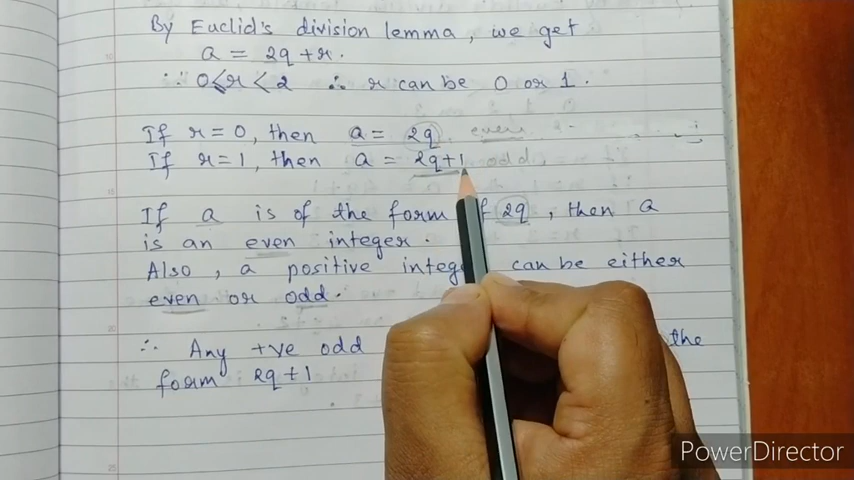 By Euclid's division lemma, we get
a = 2q + r.
∵ 0 ≤ r < 2 ∴ r can be 0 or 1.
If r = 0, then a = 2q even
If r = 1, then a = 2q+1 odd
If a is of the form of 2q, then a
is an even integer.
Also, a positive integer can be either
even or odd.
∴ Any +ve odd the
form 2q+1
PowerDirector